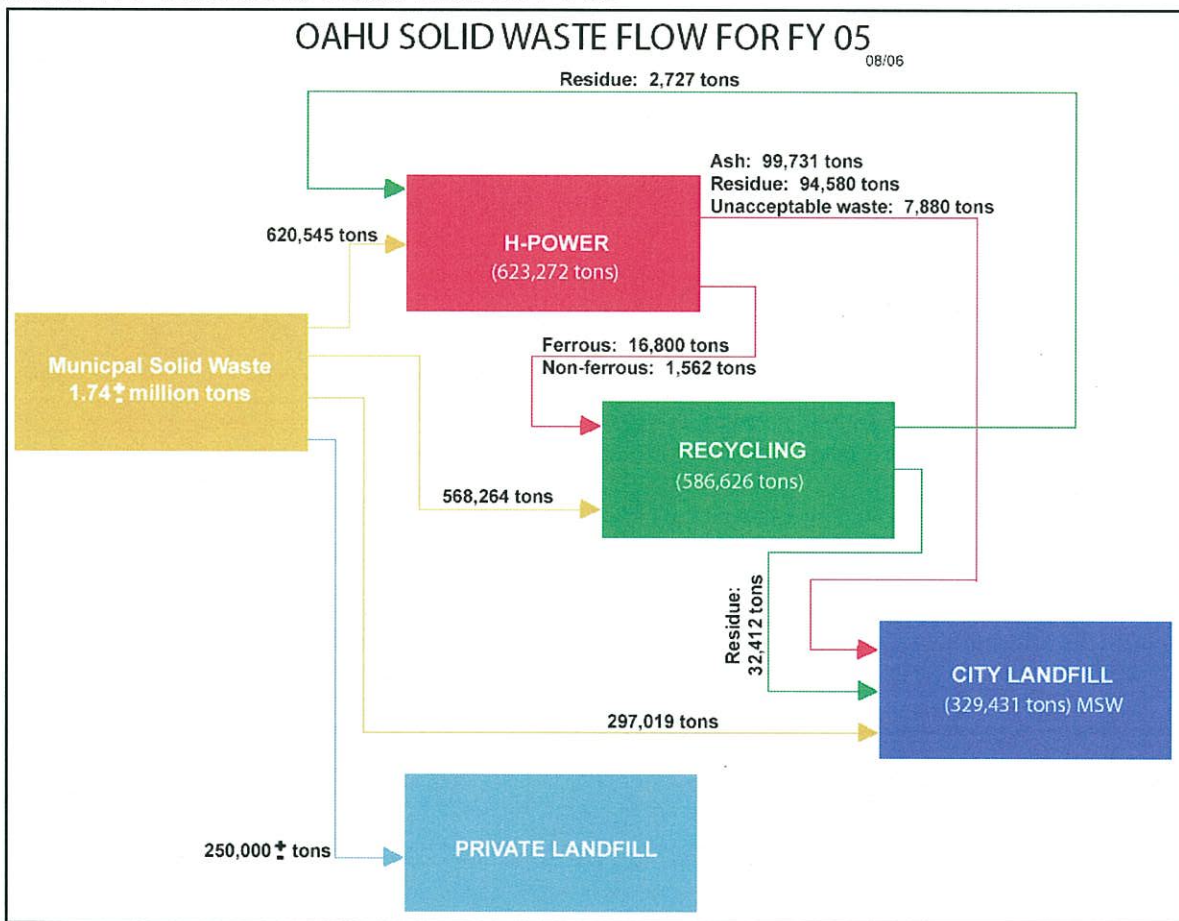 OAHU SOLID WASTE FLOW FOR FY 05
08/06
Residue: 2,727 tons
Ash: 99,731 tons
Residue: 94,580 tons
Unacceptable waste: 7,880 tons
620,545 tons
H-POWER
(623,272 tons)
Municpal Solid Waste
1.74± million tons
Ferrous: 16,800 tons
Non-ferrous: 1,562 tons
RECYCLING
(586,626 tons)
568,264 tons
Residue:
32,412 tons
CITY LANDFILL
(329,431 tons) MSW
297,019 tons
250,000± tons
PRIVATE LANDFILL